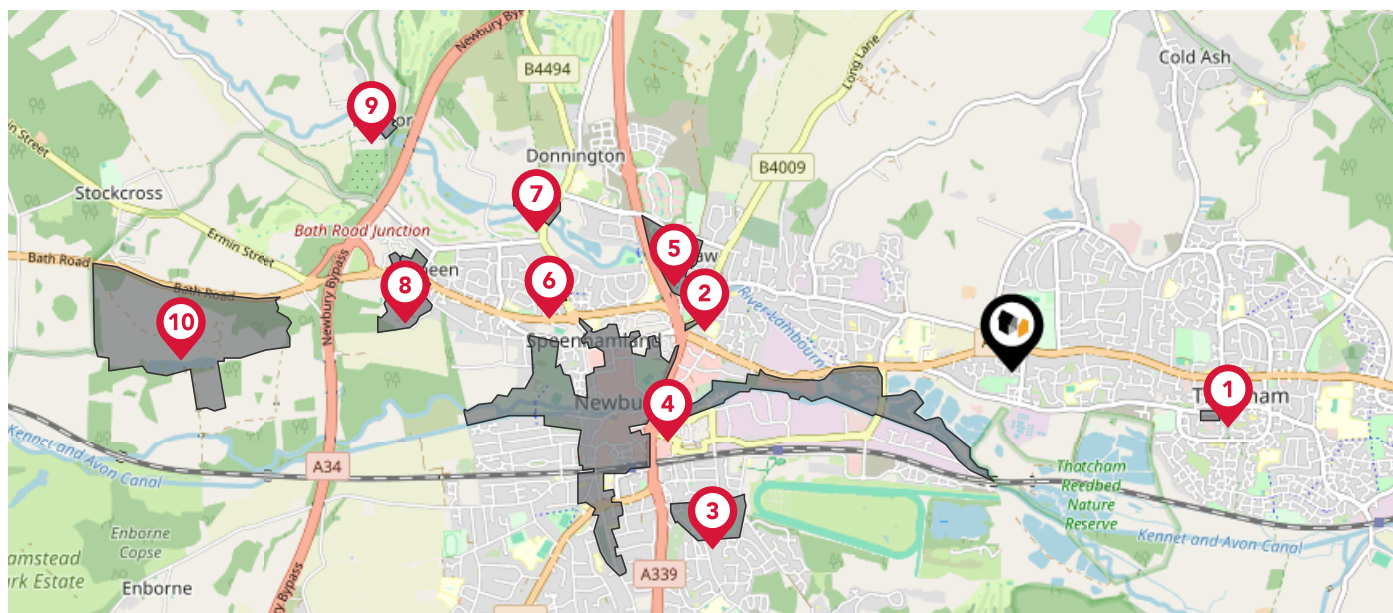 Newbury Byp
Cold Ash
B4494
Long Lane
9
Donnington
B4009
Stockcross
7
Bath Road Junction
Ermin Street
5
Bath Road
8
6
2
10
Bath Road
River Lambourn
Newbury Bypass
Speenhamland
1
4
Kennet and Avon Canal
A34
Thatcham
Reedbed
Nature
Reserve
3
Kennet and Avon Canal
Enborne
Copse
A339
Enborne